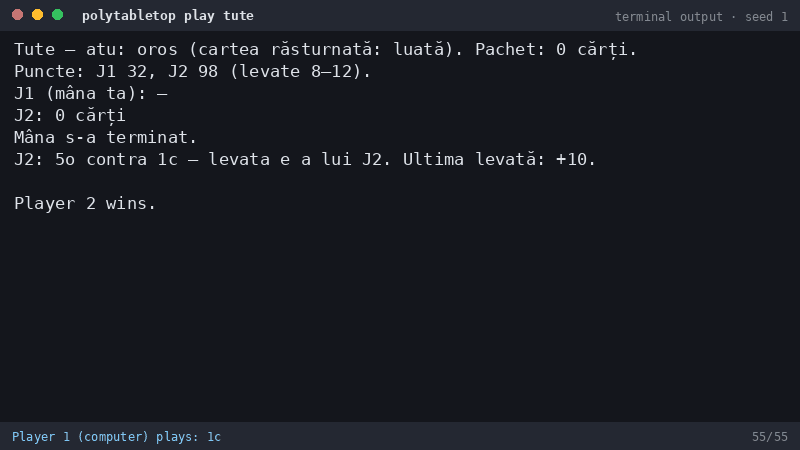 polytabletop play tute
terminal output · seed 1
Tute — atu: oros (cartea răsturnată: luată). Pachet: 0 cărți.
Puncte: J1 32, J2 98 (levate 8–12).
J1 (mâna ta): —
J2: 0 cărți
Mâna s-a terminat.
J2: 5o contra 1c — levata e a lui J2. Ultima levată: +10.
Player 2 wins.
Player 1 (computer) plays: 1c
55/55